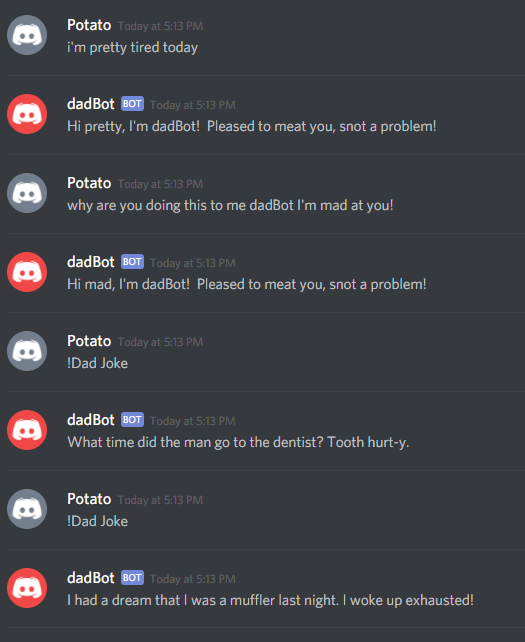 Potato Today at 5:13 PM
i'm pretty tired today
dadBot BOT Today at 5:13 PM
Hi pretty, I'm dadBot!  Pleased to meat you, snot a problem!
Potato Today at 5:13 PM
why are you doing this to me dadBot I'm mad at you!
dadBot BOT Today at 5:13 PM
Hi mad, I'm dadBot!  Pleased to meat you, snot a problem!
Potato Today at 5:13 PM
!Dad Joke
dadBot BOT Today at 5:13 PM
What time did the man go to the dentist? Tooth hurt-y.
Potato Today at 5:13 PM
!Dad Joke
dadBot BOT Today at 5:13 PM
I had a dream that I was a muffler last night. I woke up exhausted!